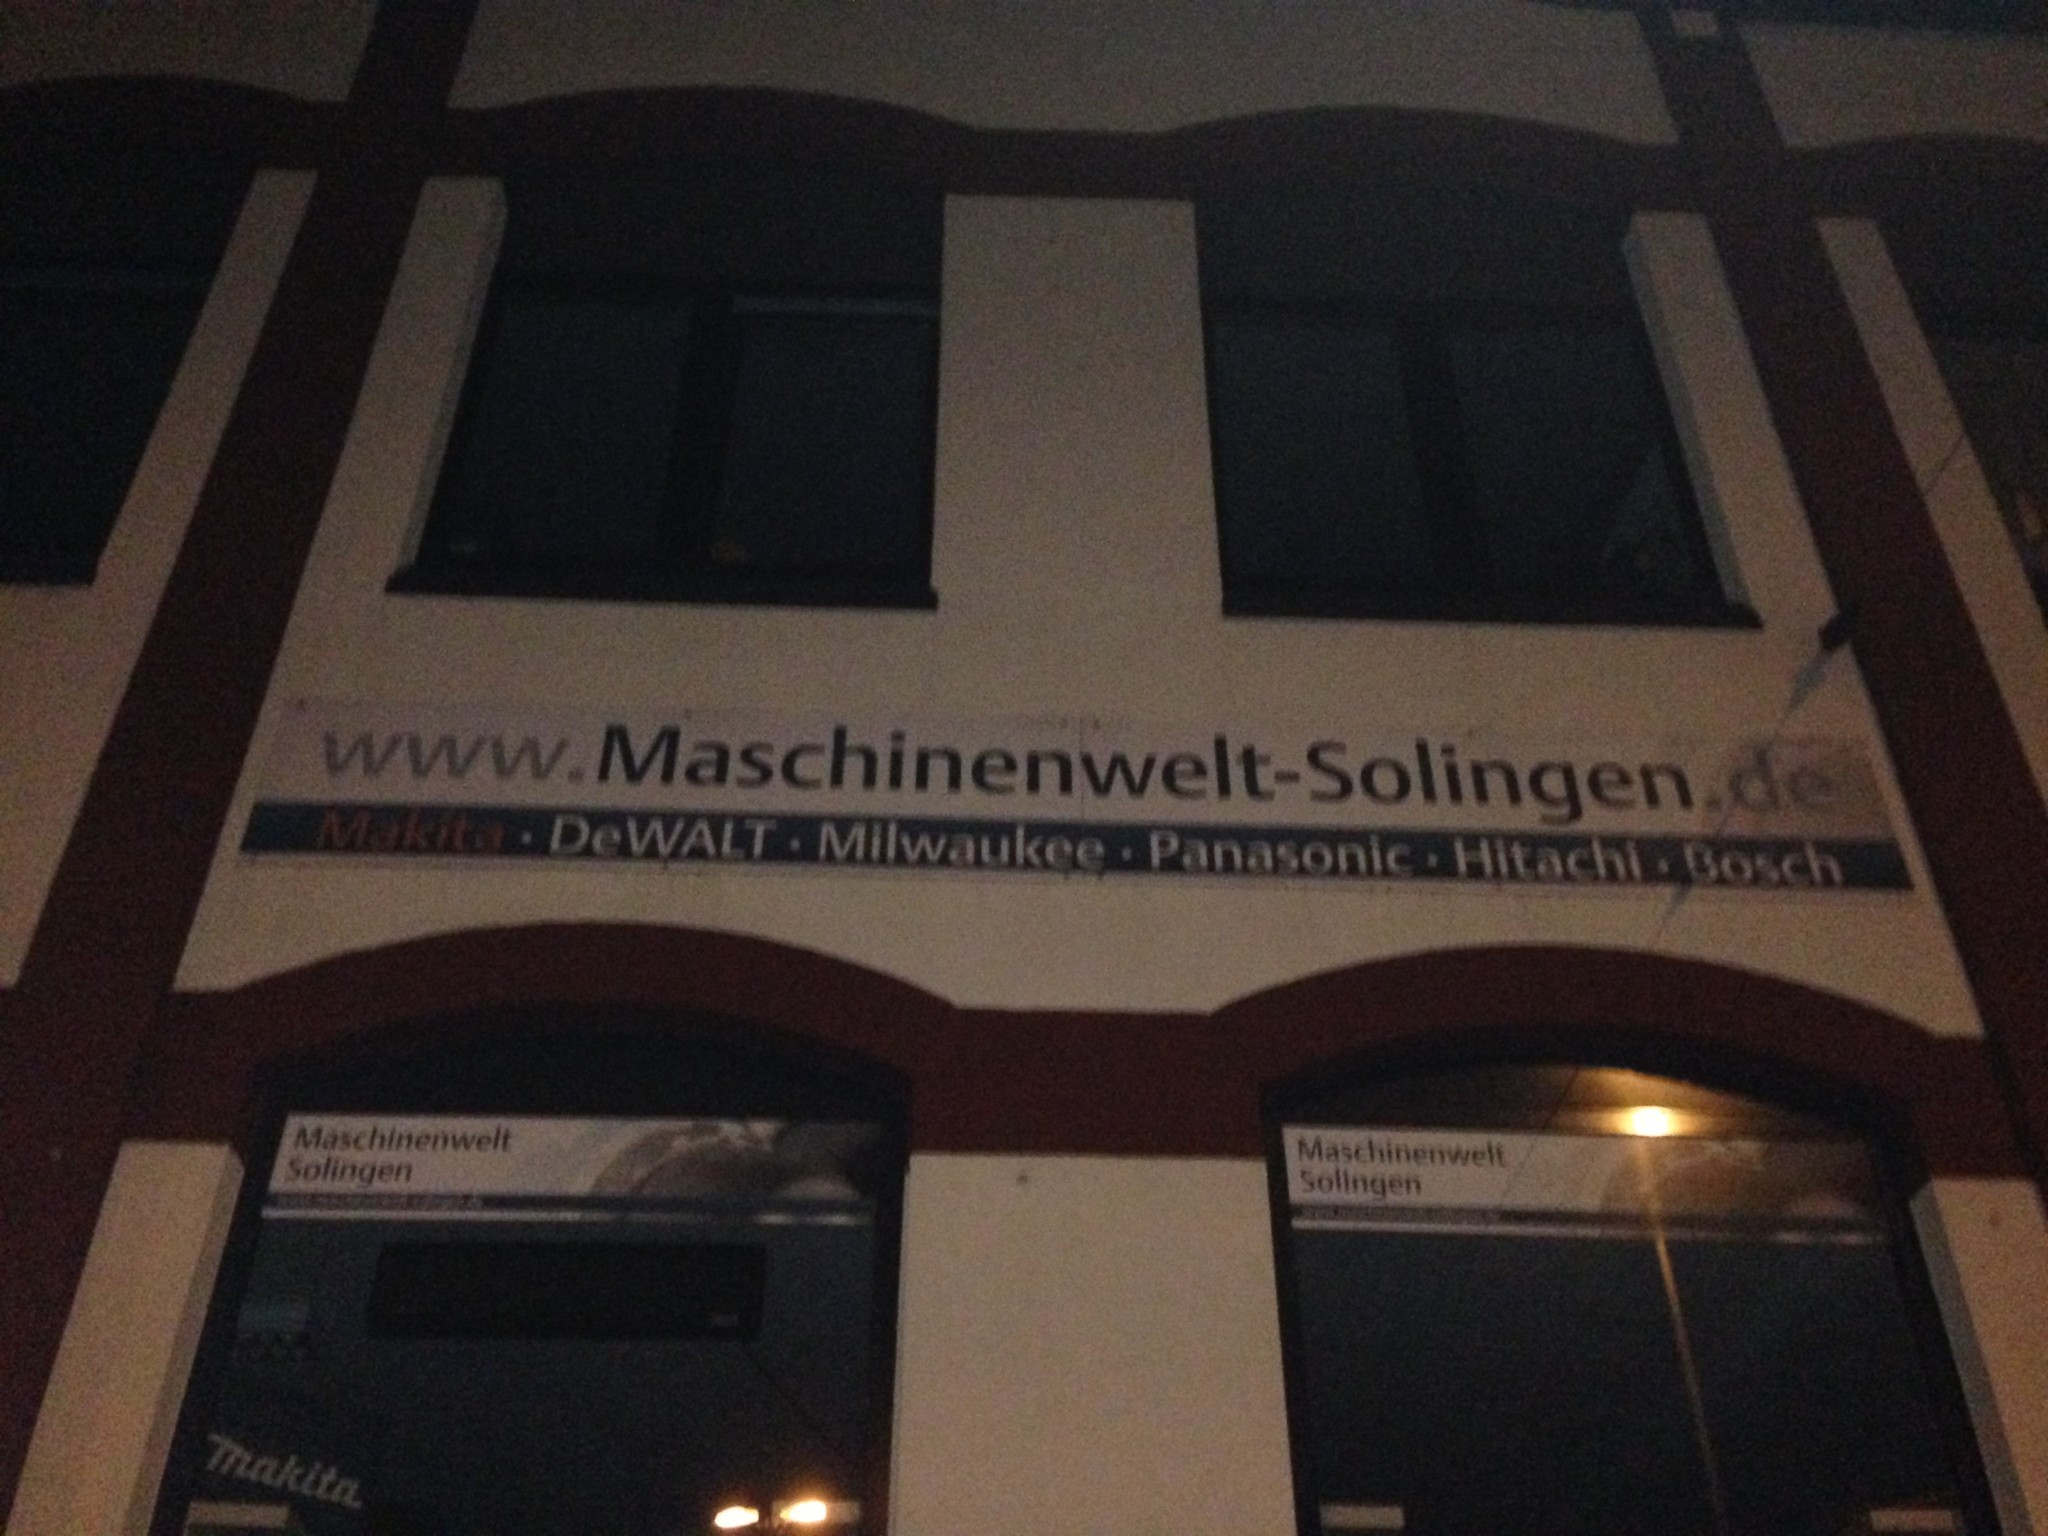 www.Maschinenwelt-Solingen.de
Makita · DeWALT · Milwaukee · Panasonic · Hitachi · Bosch
Maschinenwelt
Solingen
Maschinenwelt
Solingen
makita